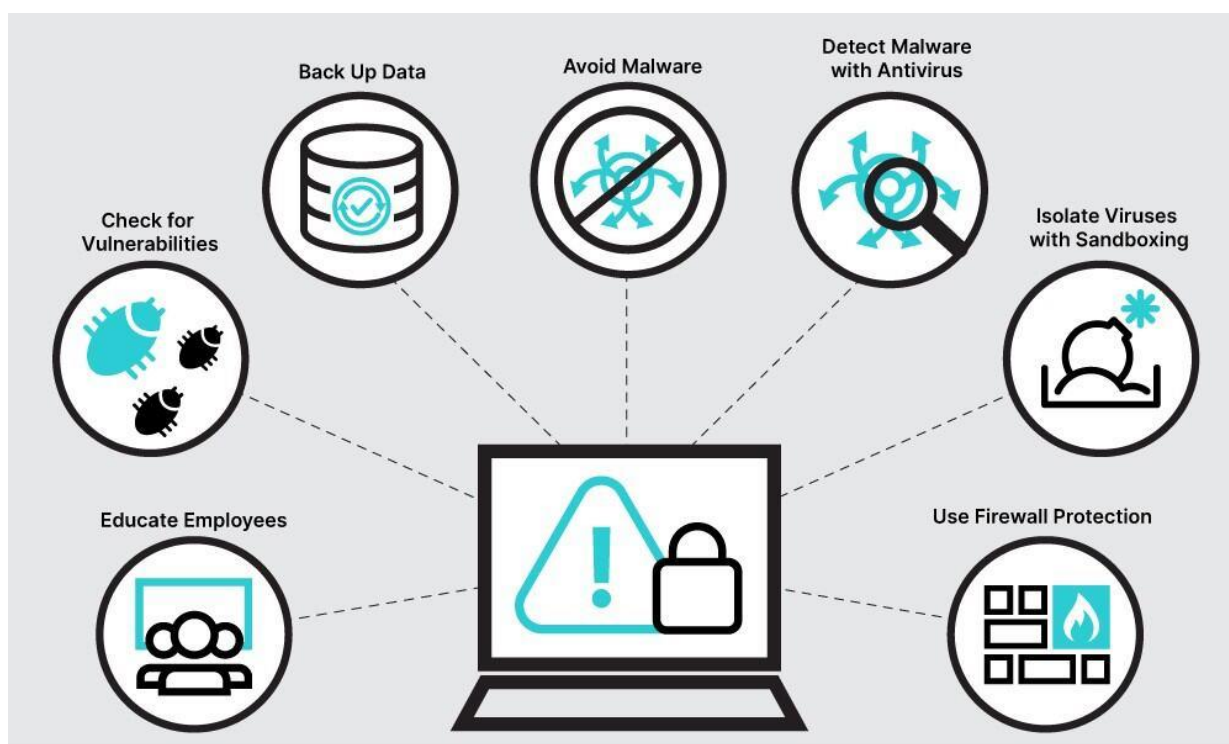 Back Up Data
Avoid Malware
Detect Malware
with Antivirus
Check for
Vulnerabilities
Isolate Viruses
with Sandboxing
Educate Employees
Use Firewall Protection